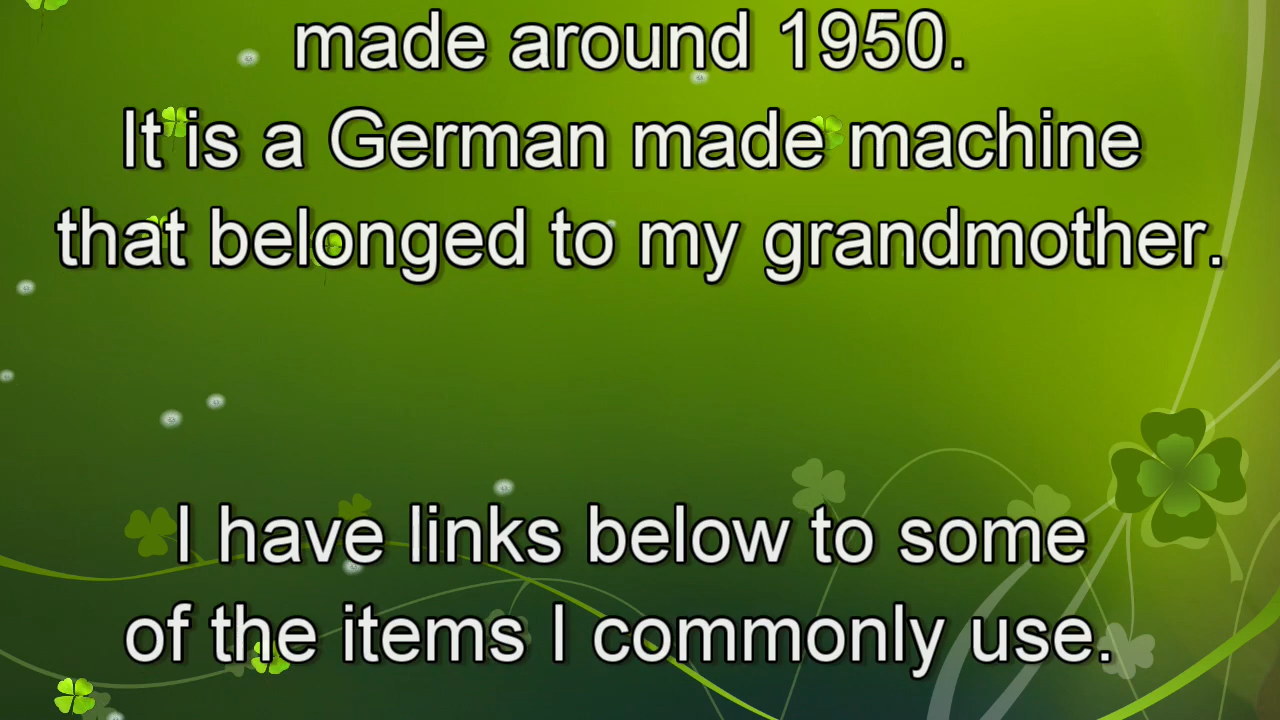 made around 1950.
It is a German made machine
that belonged to my grandmother.
I have links below to some
of the items I commonly use.